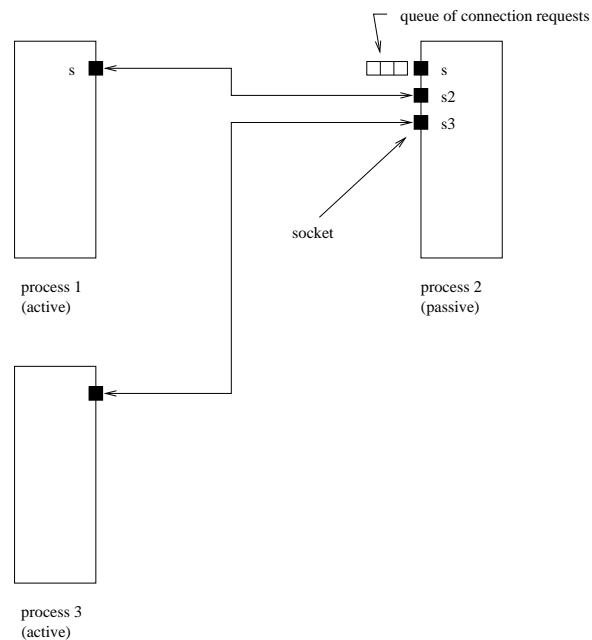 queue of connection requests
s
s
s2
s3
socket
process 1
(active)
process 2
(passive)
process 3
(active)